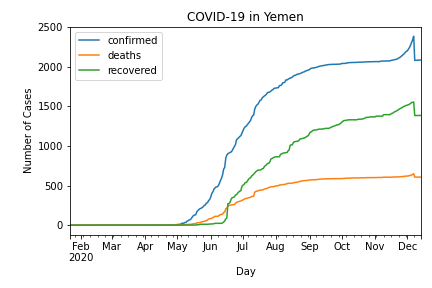 COVID-19 in Yemen
Number of Cases
2500
2000
1500
1000
500
0
confirmed
deaths
recovered
Feb Mar Apr May Jun Jul Aug Sep Oct Nov Dec
2020
Day